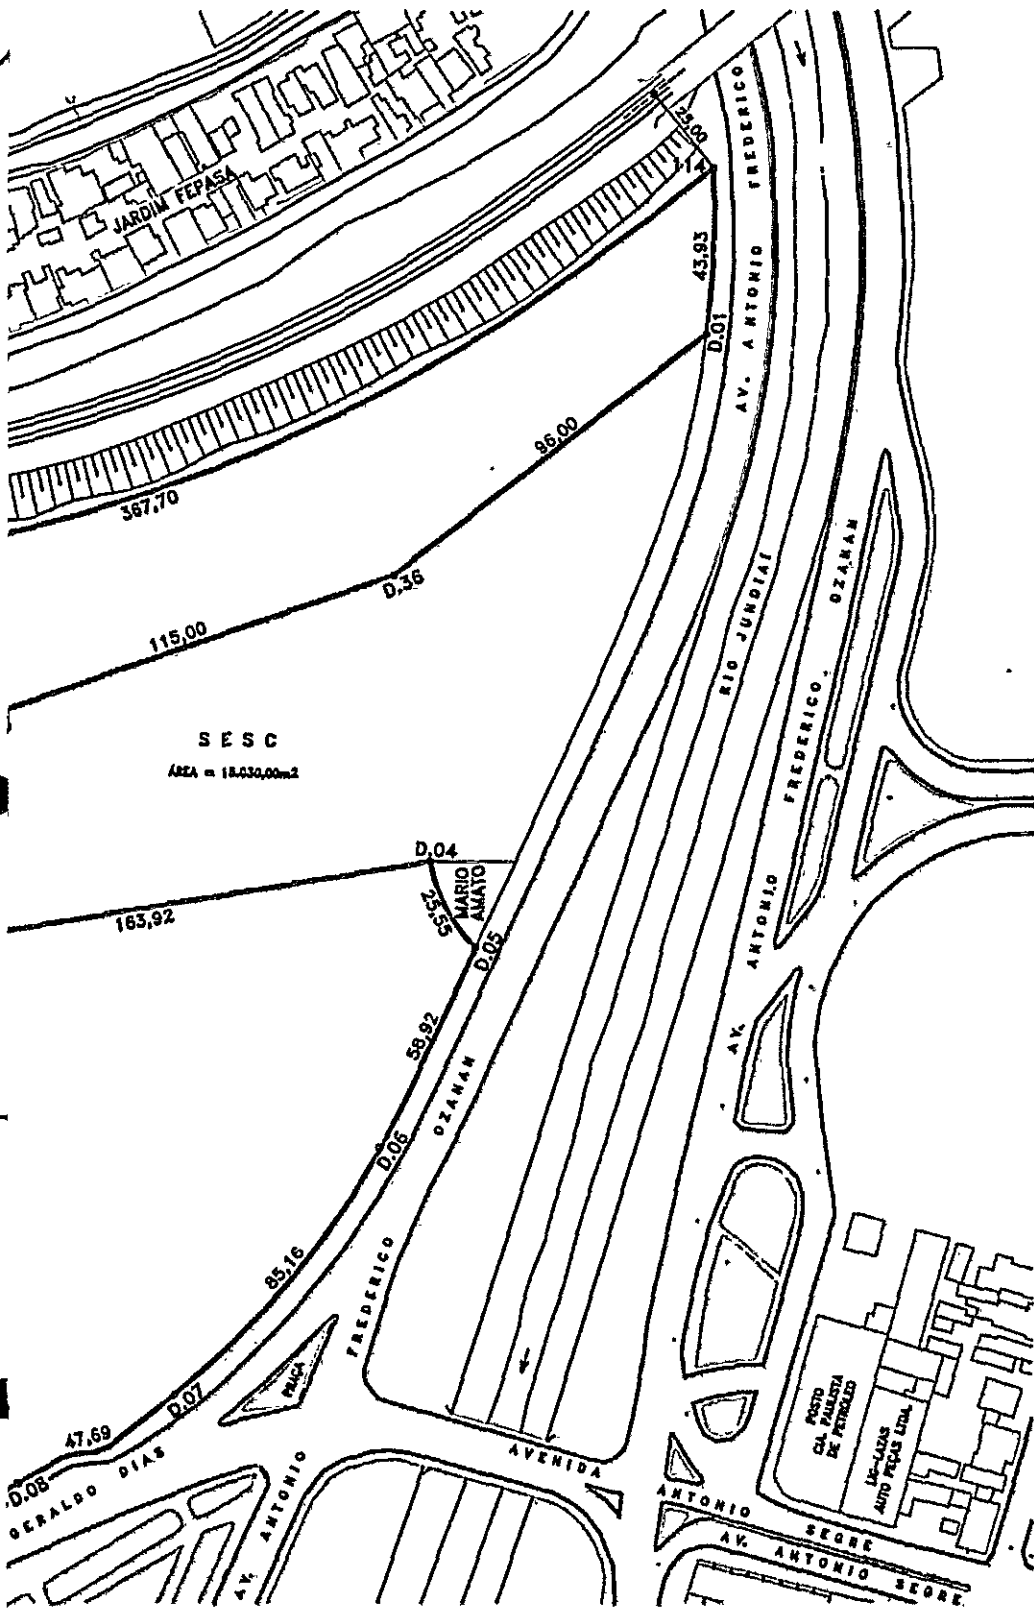 JARDIM FEPASA
25,00
114
43,93
D.01
AV. ANTONIO FREDERICO
96,00
367,70
D.36
115,00
RIO JUNDIAÍ
SESC
D.04
MARIO
AMATO
25,55
163,92
D.05
58,92
OZANAN
D.06
AV. ANTONIO FREDERICO OZANAN
85,16
FREDERICO
PRAÇA
D.07
47,69
D.08
GERALDO DIAS
AV. ANTONIO
AVENIDA
ANTONIO SEGRE
AV. ANTONIO SEGRE
POSTO
CIA. PAULISTA
DE PETRÓLEO
AUTO PEÇAS LTDA.